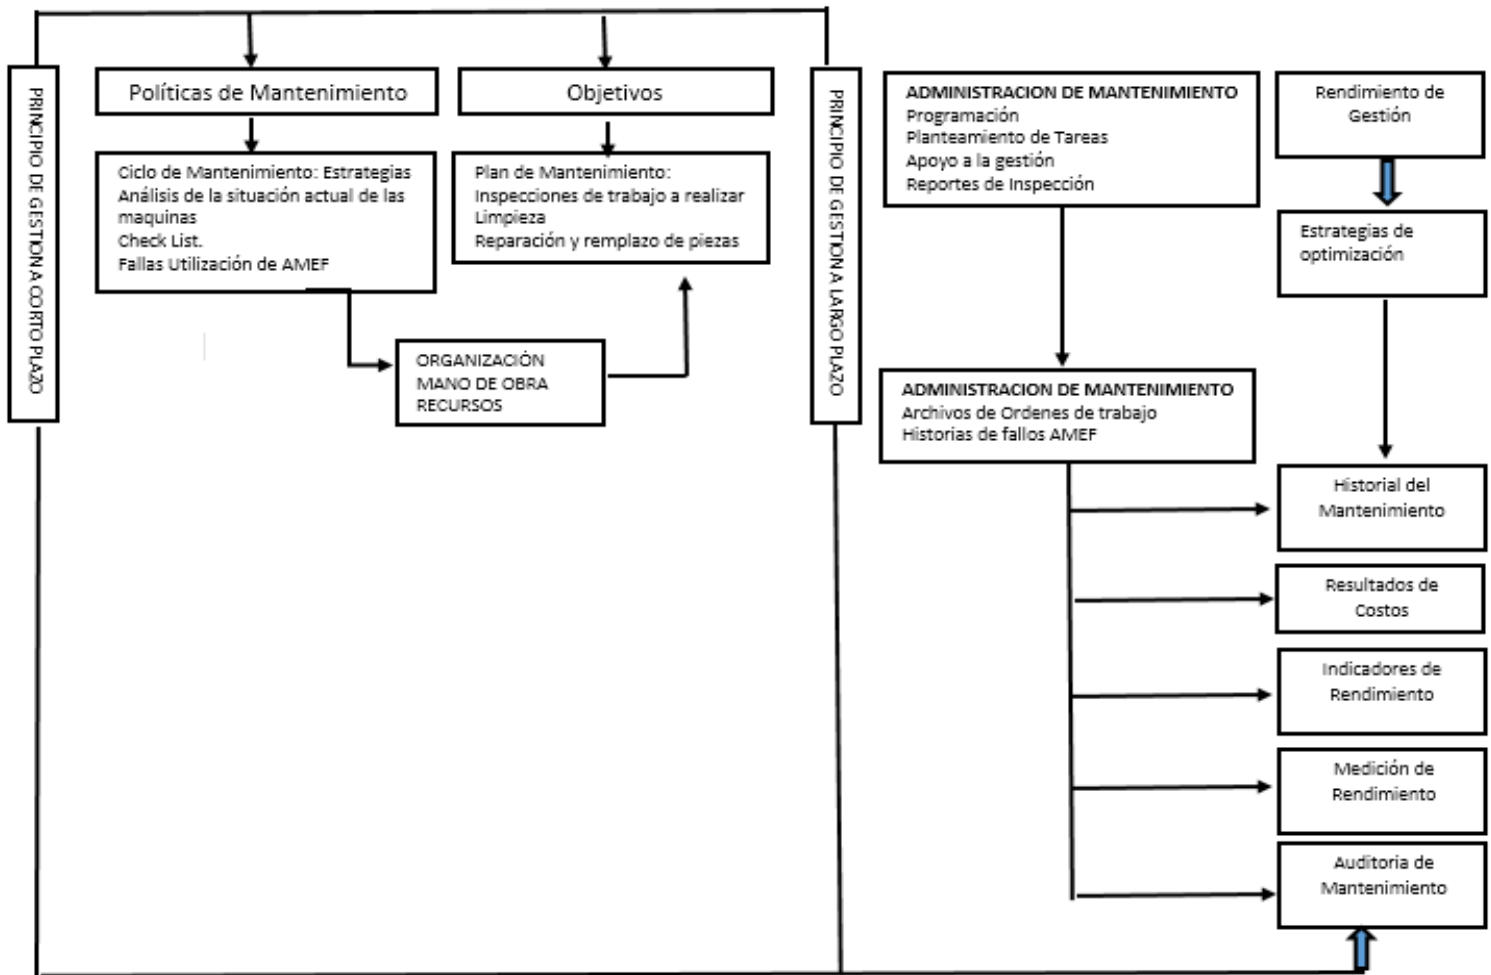 PRINCIPIO DE GESTION A CORTO PLAZO
Políticas de Mantenimiento
Ciclo de Mantenimiento: Estrategias
Análisis de la situación actual de las
maquinas
Check List.
Fallas Utilización de AMEF
Objetivos
Plan de Mantenimiento:
Inspecciones de trabajo a realizar
Limpieza
Reparación y remplazo de piezas
ORGANIZACIÓN
MANO DE OBRA
RECURSOS
PRINCIPIO DE GESTION A LARGO PLAZO
ADMINISTRACION DE MANTENIMIENTO
Programación
Planteamiento de Tareas
Apoyo a la gestión
Reportes de Inspección
ADMINISTRACION DE MANTENIMIENTO
Archivos de Ordenes de trabajo
Historias de fallos AMEF
Rendimiento de
Gestión
Estrategias de
optimización
Historial del
Mantenimiento
Resultados de
Costos
Indicadores de
Rendimiento
Medición de
Rendimiento
Auditoria de
Mantenimiento